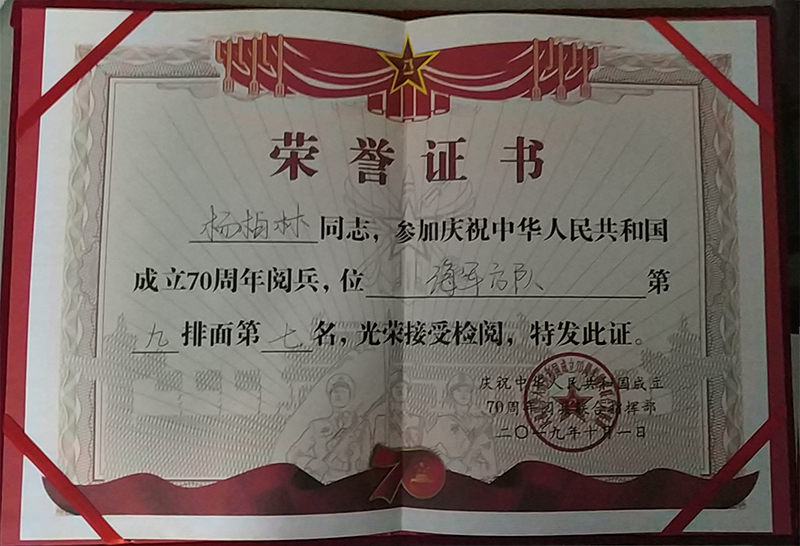 荣誉证书
杨柏林同志，参加庆祝中华人民共和国
成立70周年阅兵，位海军方队第
九排面第七名，光荣接受检阅，特发此证。
庆祝中华人民共和国成立
70周年阅兵联合指挥部
二〇一九年十月一日
70